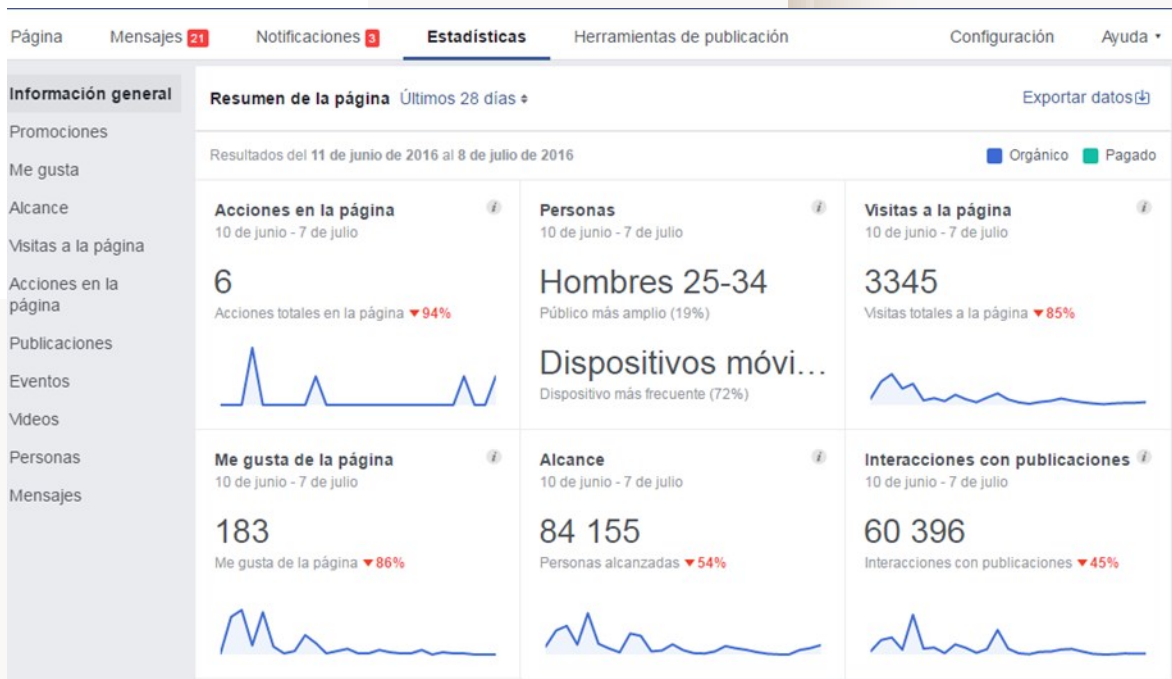 Página Mensajes 21 Notificaciones 3 Estadísticas Herramientas de publicación Configuración Ayuda
Información general
Promociones
Me gusta
Alcance
Visitas a la página
Acciones en la
página
Publicaciones
Eventos
Videos
Personas
Mensajes
Resumen de la página Últimos 28 días Exportar datos
Resultados del 11 de junio de 2016 al 8 de julio de 2016 Orgánico Pagado
Acciones en la página
10 de junio - 7 de julio
6
Acciones totales en la página ▼94%
Personas
10 de junio - 7 de julio
Hombres 25-34
Público más amplio (19%)
Dispositivos móvi...
Dispositivo más frecuente (72%)
Visitas a la página
10 de junio - 7 de julio
3345
Visitas totales a la página ▼85%
Me gusta de la página
10 de junio - 7 de julio
183
Me gusta de la página ▼86%
Alcance
10 de junio - 7 de julio
84 155
Personas alcanzadas ▼54%
Interacciones con publicaciones
10 de junio - 7 de julio
60 396
Interacciones con publicaciones ▼45%